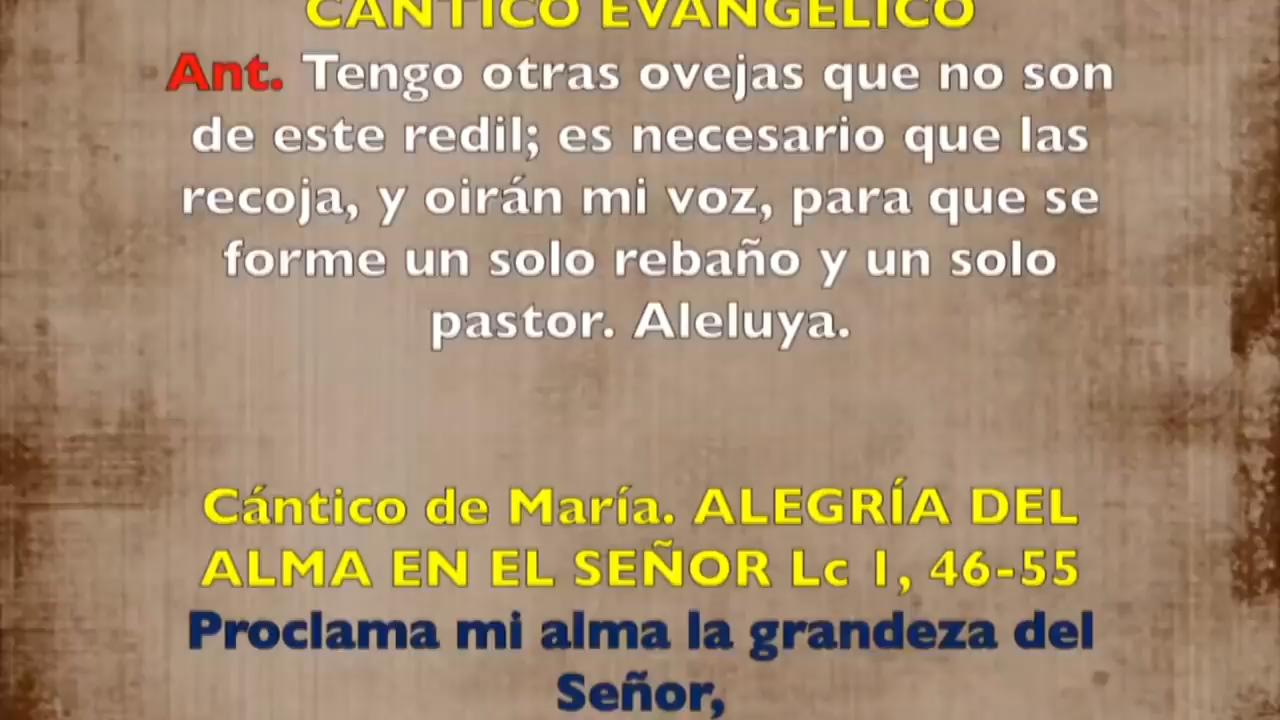 CÁNTICO EVANGÉLICO
Ant. Tengo otras ovejas que no son
de este redil; es necesario que las
recoja, y oirán mi voz, para que se
forme un solo rebaño y un solo
pastor. Aleluya.
Cántico de María. ALEGRÍA DEL
ALMA EN EL SEÑOR Lc 1, 46-55
Proclama mi alma la grandeza del
Señor,